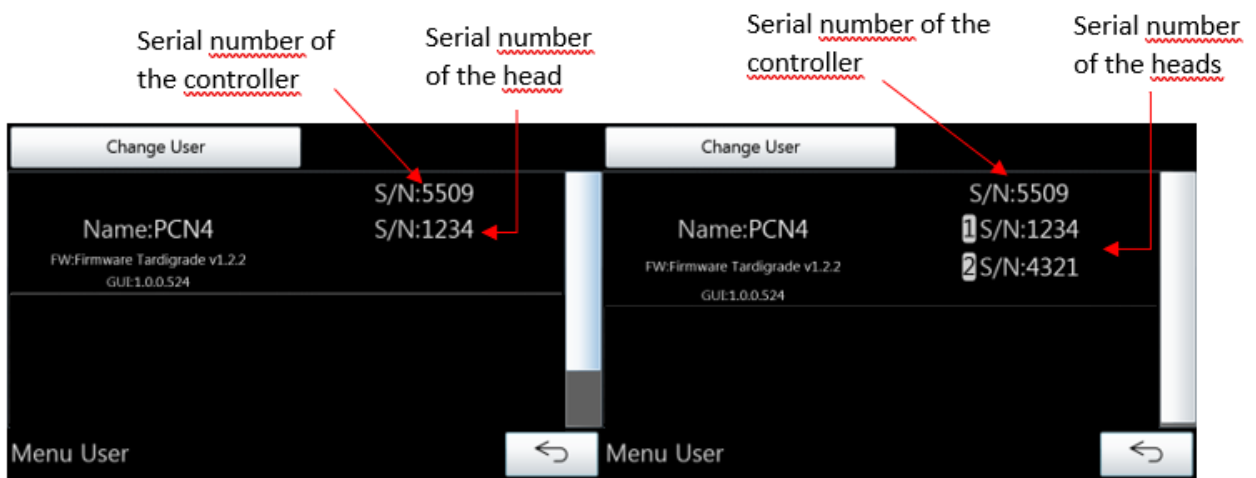 Serial number of
the controller
Serial number
of the head
Serial number of the
controller
Serial number
of the heads
Change User
S/N:5509
Name:PCN4
S/N:1234
FW:Firmware Tardigrade v1.2.2
GUI:1.0.0.524
Menu User
Change User
S/N:5509
Name:PCN4
1 S/N:1234
FW:Firmware Tardigrade v1.2.2
2 S/N:4321
GUI:1.0.0.524
Menu User